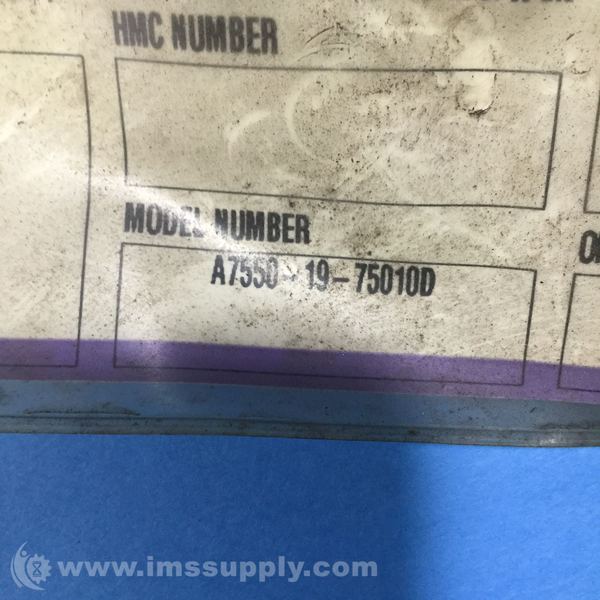 HMC NUMBER
MODEL NUMBER
A7550-19-75010D
www.imssupply.com